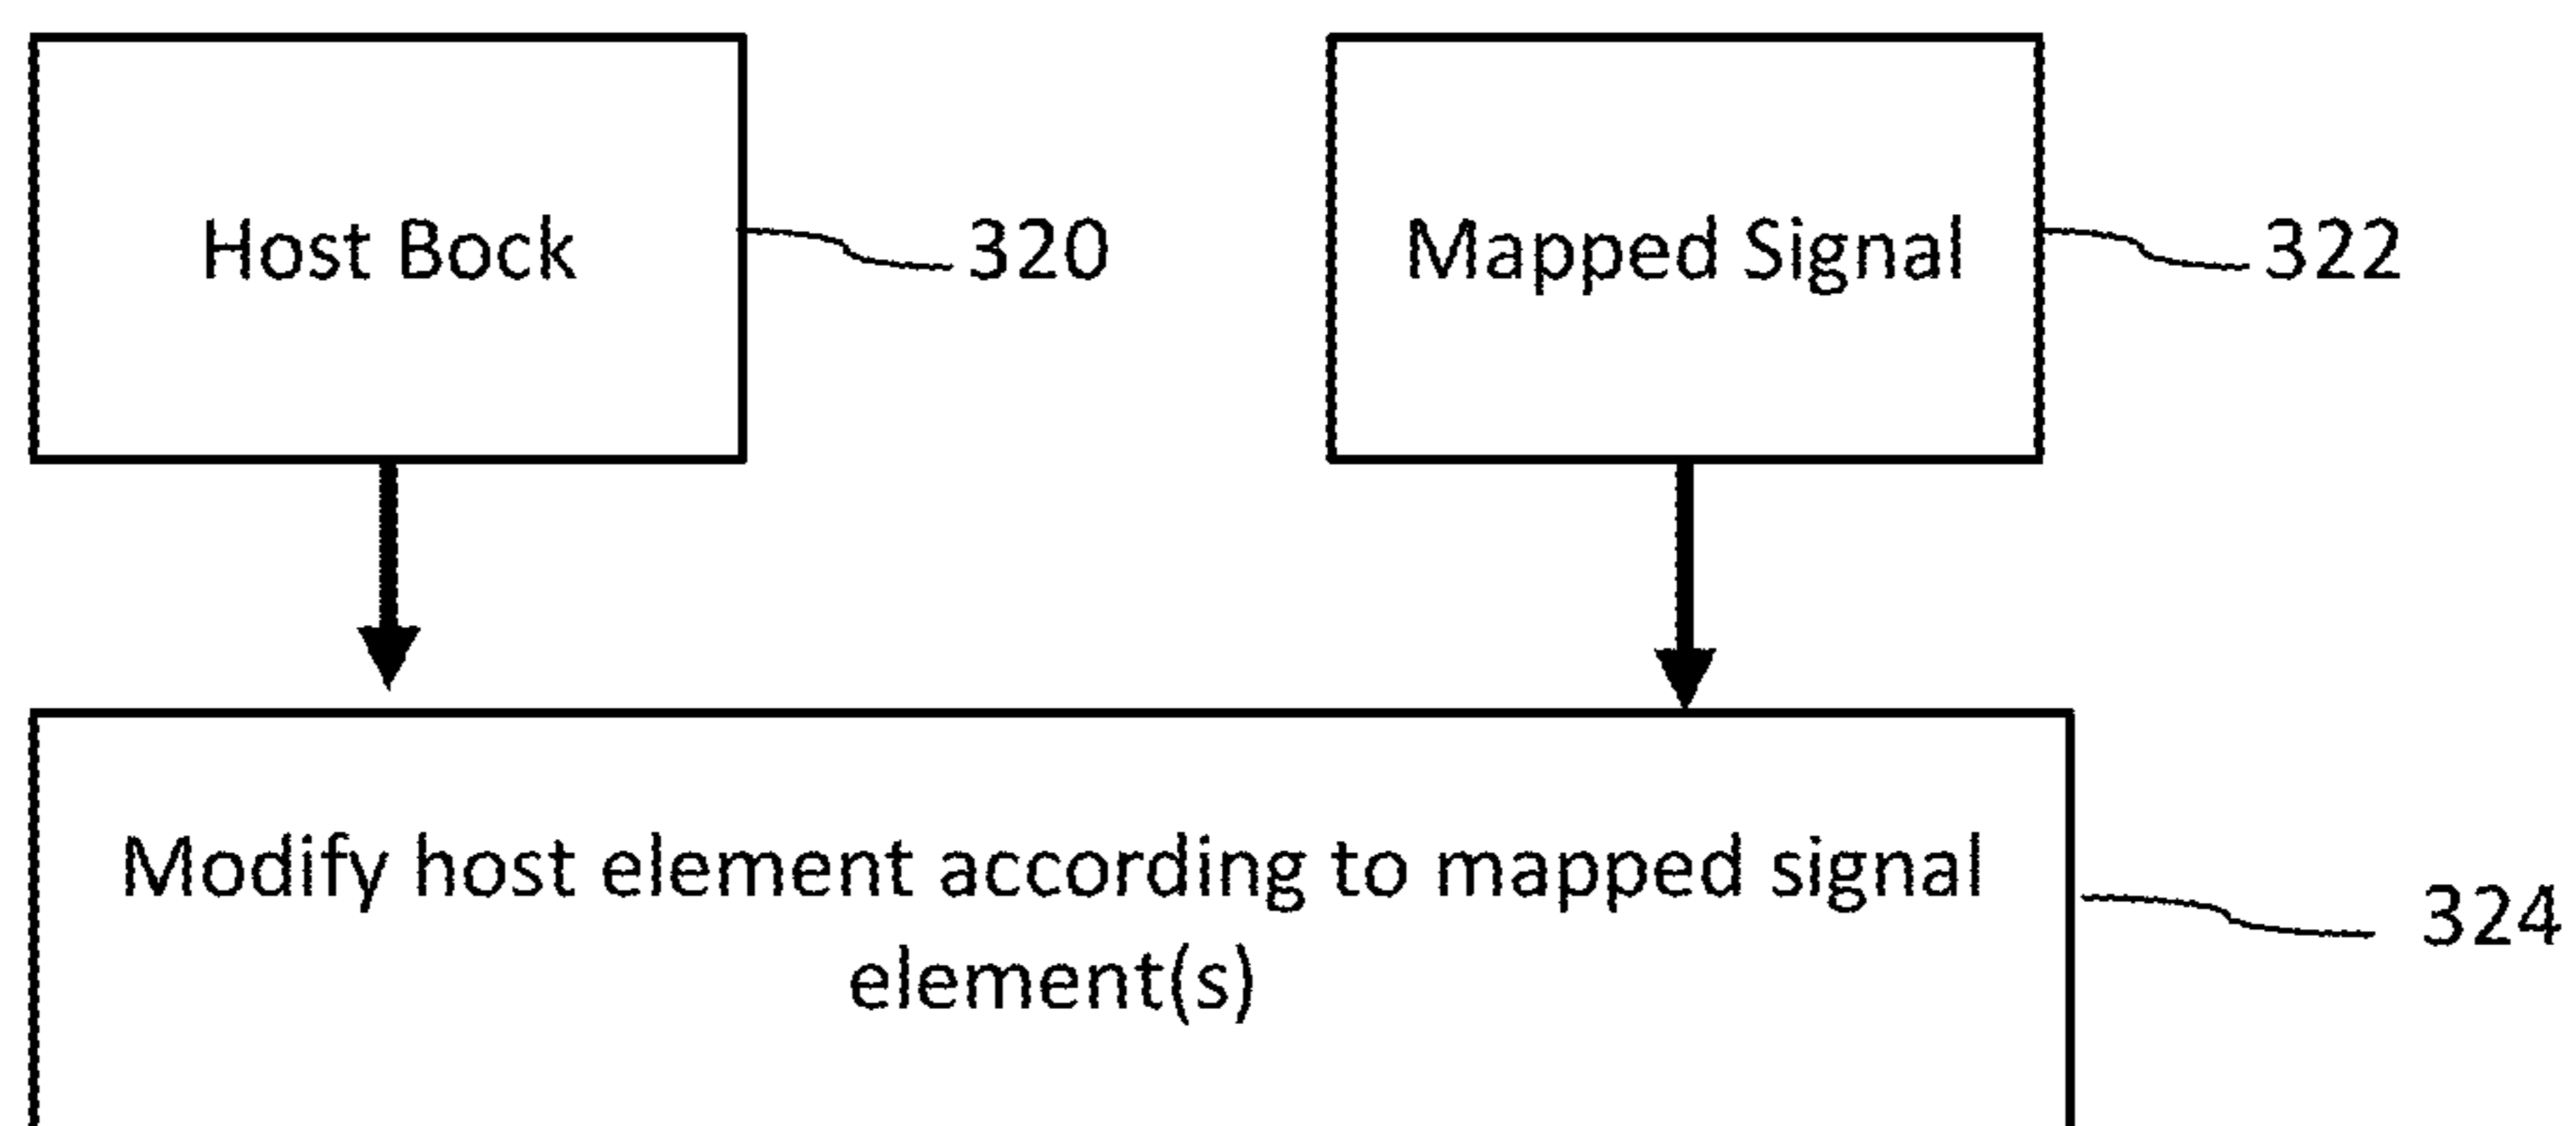 Host Bock
320
Mapped Signal
322
Modify host element according to mapped signal
element(s)
324